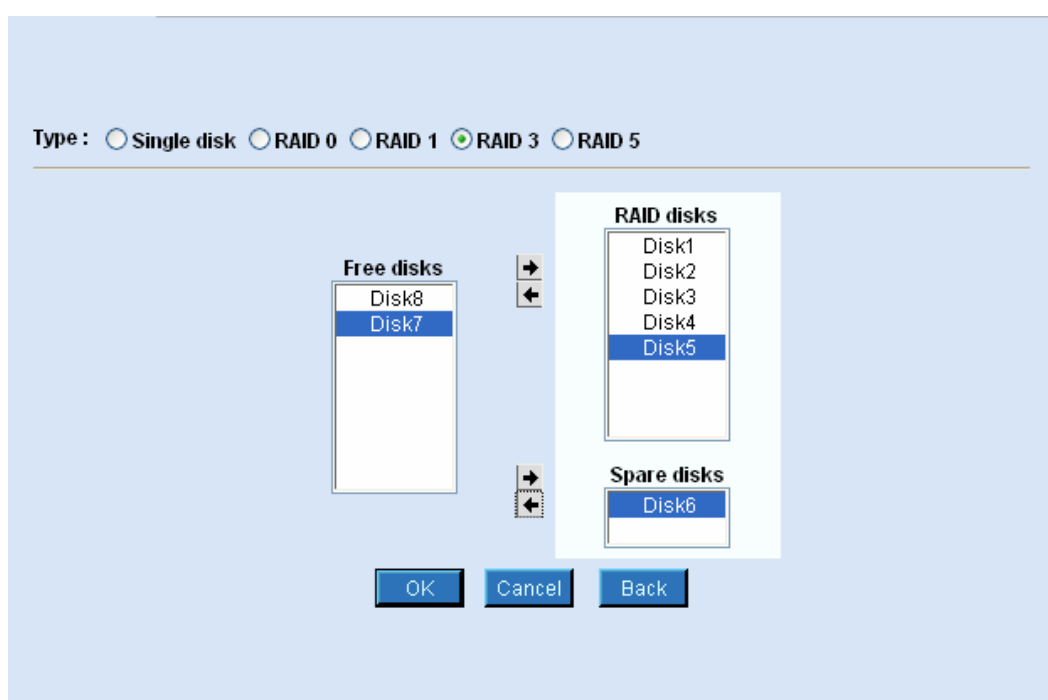 Type : Single disk RAID 0 RAID 1 RAID 3 RAID 5
Free disks
Disk8
Disk7
RAID disks
Disk1
Disk2
Disk3
Disk4
Disk5
Spare disks
Disk6
OK Cancel Back